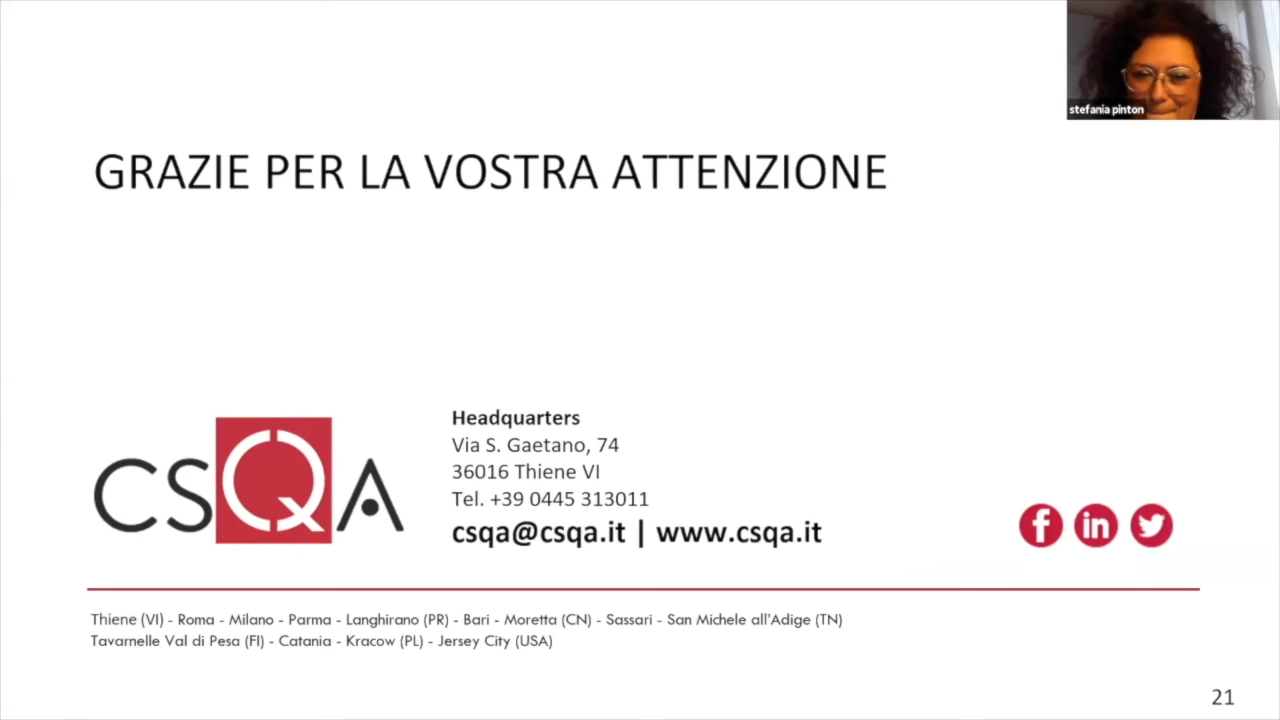 stefania pinton
GRAZIE PER LA VOSTRA ATTENZIONE
CSQA
Headquarters
Via S. Gaetano, 74
36016 Thiene VI
Tel. +39 0445 313011
csqa@csqa.it | www.csqa.it
f in
Thiene (VI) - Roma - Milano - Parma - Langhirano (PR) - Bari - Moretta (CN) - Sassari - San Michele all'Adige (TN)
Tavarnelle Val di Pesa (FI) - Catania - Kracow (PL) - Jersey City (USA)
21